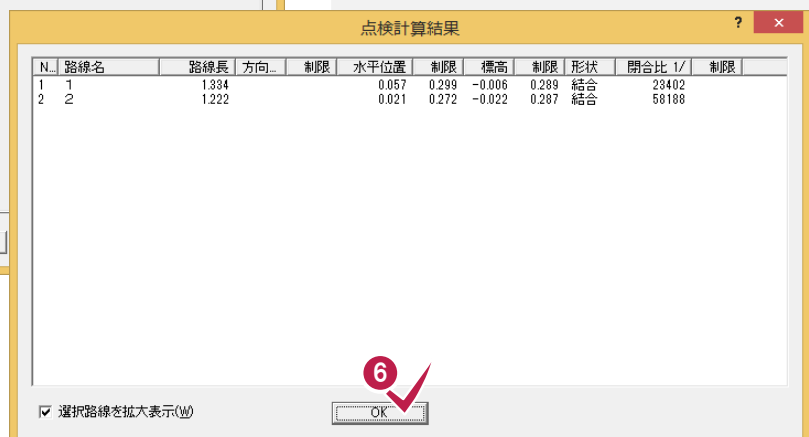 点検計算結果
? ×
N... 路線名 路線長 方向... 制限 水平位置 制限 標高 制限 形状 閉合比 1/ 制限
1 1 1.334 0.057 0.299 -0.006 0.289 結合 23402
2 2 1.222 0.021 0.272 -0.022 0.287 結合 58188
6
選択路線を拡大表示(W) OK